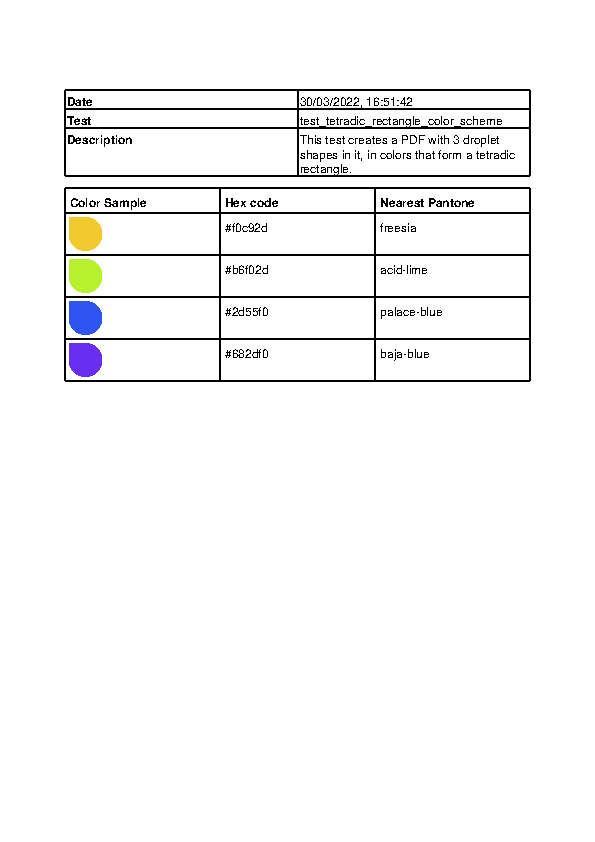 Date 30/03/2022, 16:51:42
Test test_tetradic_rectangle_color_scheme
Description This test creates a PDF with 3 droplet
shapes in it, in colors that form a tetradic
rectangle.
Color Sample Hex code Nearest Pantone
#f0c92d freesia
#b6f02d acid-lime
#2d55f0 palace-blue
#682df0 baja-blue